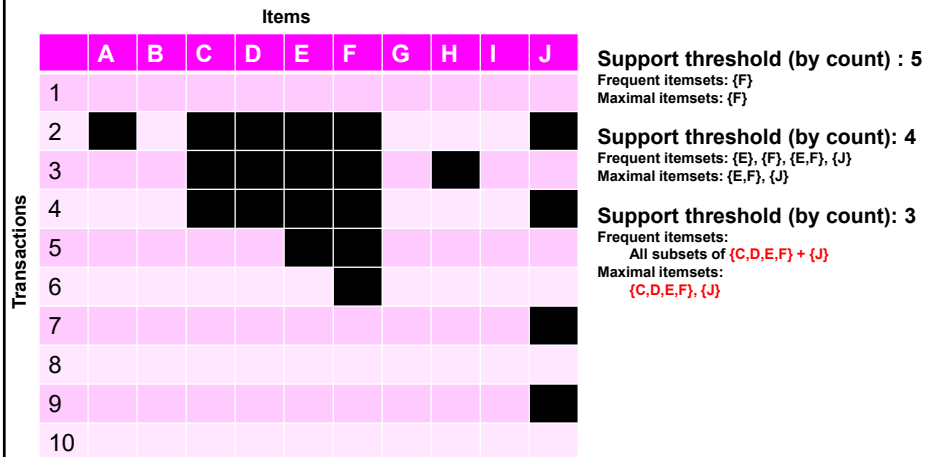 Items
A B C D E F G H I J
1
2
3
4
5
6
7
8
9
10
Transactions
Support threshold (by count) : 5
Frequent itemsets: {F}
Maximal itemsets: {F}
Support threshold (by count): 4
Frequent itemsets: {E}, {F}, {E,F}, {J}
Maximal itemsets: {E,F}, {J}
Support threshold (by count): 3
Frequent itemsets:
All subsets of {C,D,E,F} + {J}
Maximal itemsets:
{C,D,E,F}, {J}